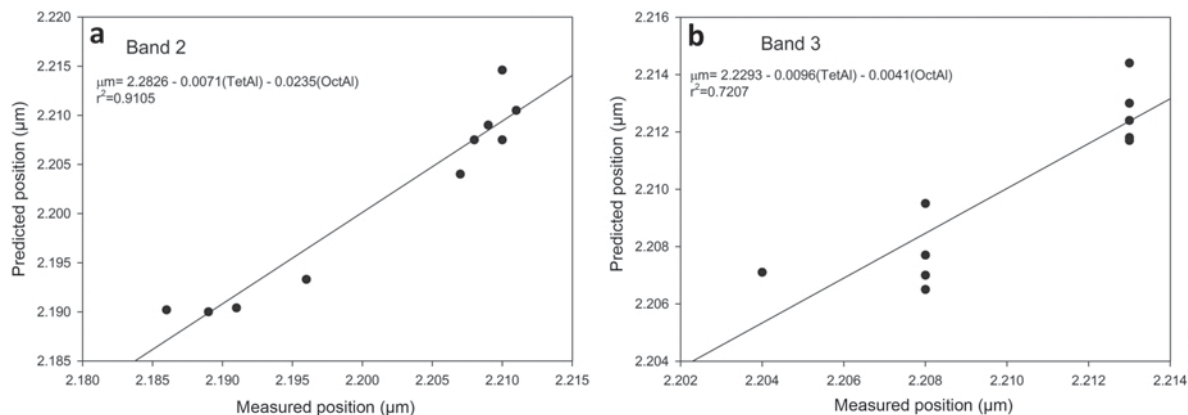 a
Band 2
μm= 2.2826 - 0.0071(TetAl) - 0.0235(OctAl)
r²=0.9105
Predicted position (μm)
2.220
2.215
2.210
2.205
2.200
2.195
2.190
2.185
2.180 2.185 2.190 2.195 2.200 2.205 2.210 2.215
Measured position (μm)
b
Band 3
μm= 2.2293 - 0.0096(TetAl) - 0.0041(OctAl)
r²=0.7207
Predicted position (μm)
2.216
2.214
2.212
2.210
2.208
2.206
2.204
2.202 2.204 2.206 2.208 2.210 2.212 2.214
Measured position (μm)